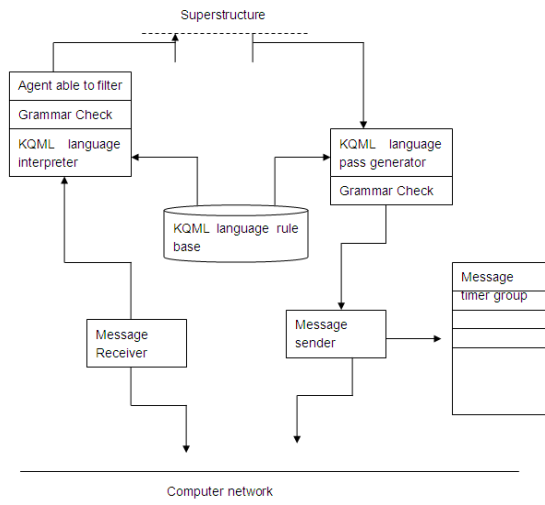 Superstructure
Agent able to filter
Grammar Check
KQML language
interpreter
KQML language
pass generator
Grammar Check
KQML language rule
base
Message
timer group
Message
sender
Message
Receiver
Computer network